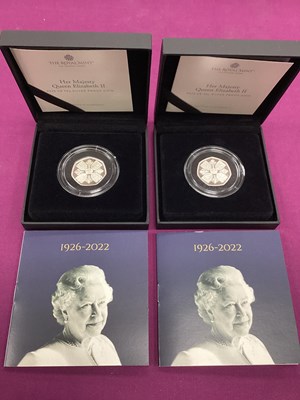 THE ROYAL MINT
Her Majesty
Queen Elizabeth II
THE ROYAL MINT
Her Majesty
Queen Elizabeth II
1926-2022
1926-2022